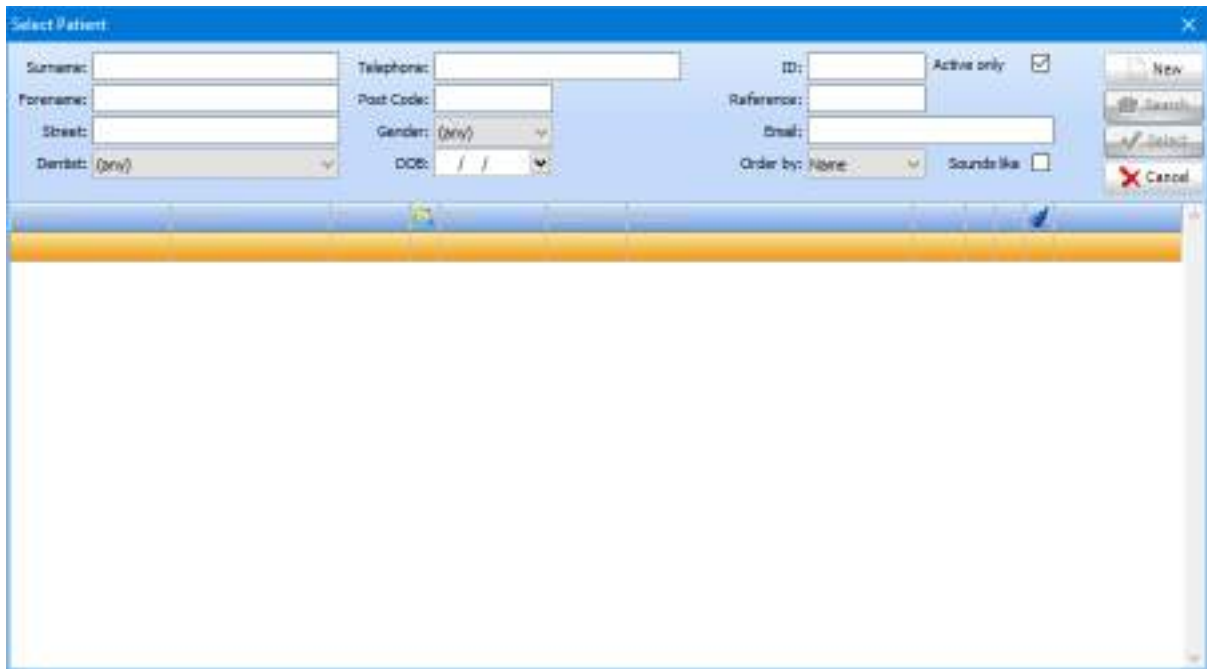 Select Patient
Surname: Telephone: ID: Active only New
Forename: Post Code: Reference: Search
Street: Gender: (any) Email: Select
Dentist: (any) DOB: / / Order by: Name Sounds like Cancel